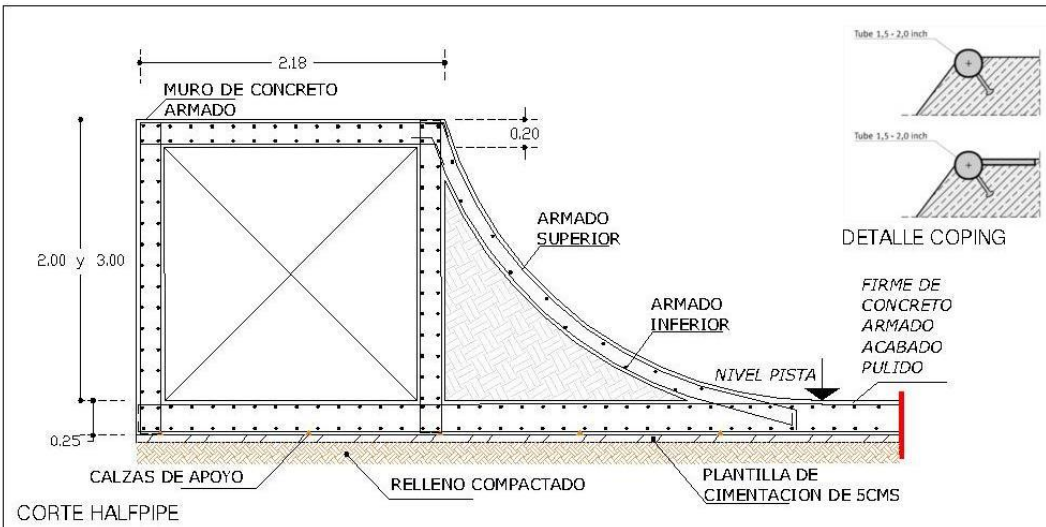 2.18
MURO DE CONCRETO
ARMADO
0.20
2.00 y 3.00
ARMADO
SUPERIOR
ARMADO
INFERIOR
NIVEL PISTA
FIRME DE
CONCRETO
ARMADO
ACABADO
PULIDO
0.25
CALZAS DE APOYO
RELLENO COMPACTADO
PLANTILLA DE
CIMENTACION DE 5CMS
CORTE HALFPIPE
Tube 1,5 - 2,0 inch
Tube 1,5 - 2,0 inch
DETALLE COPING